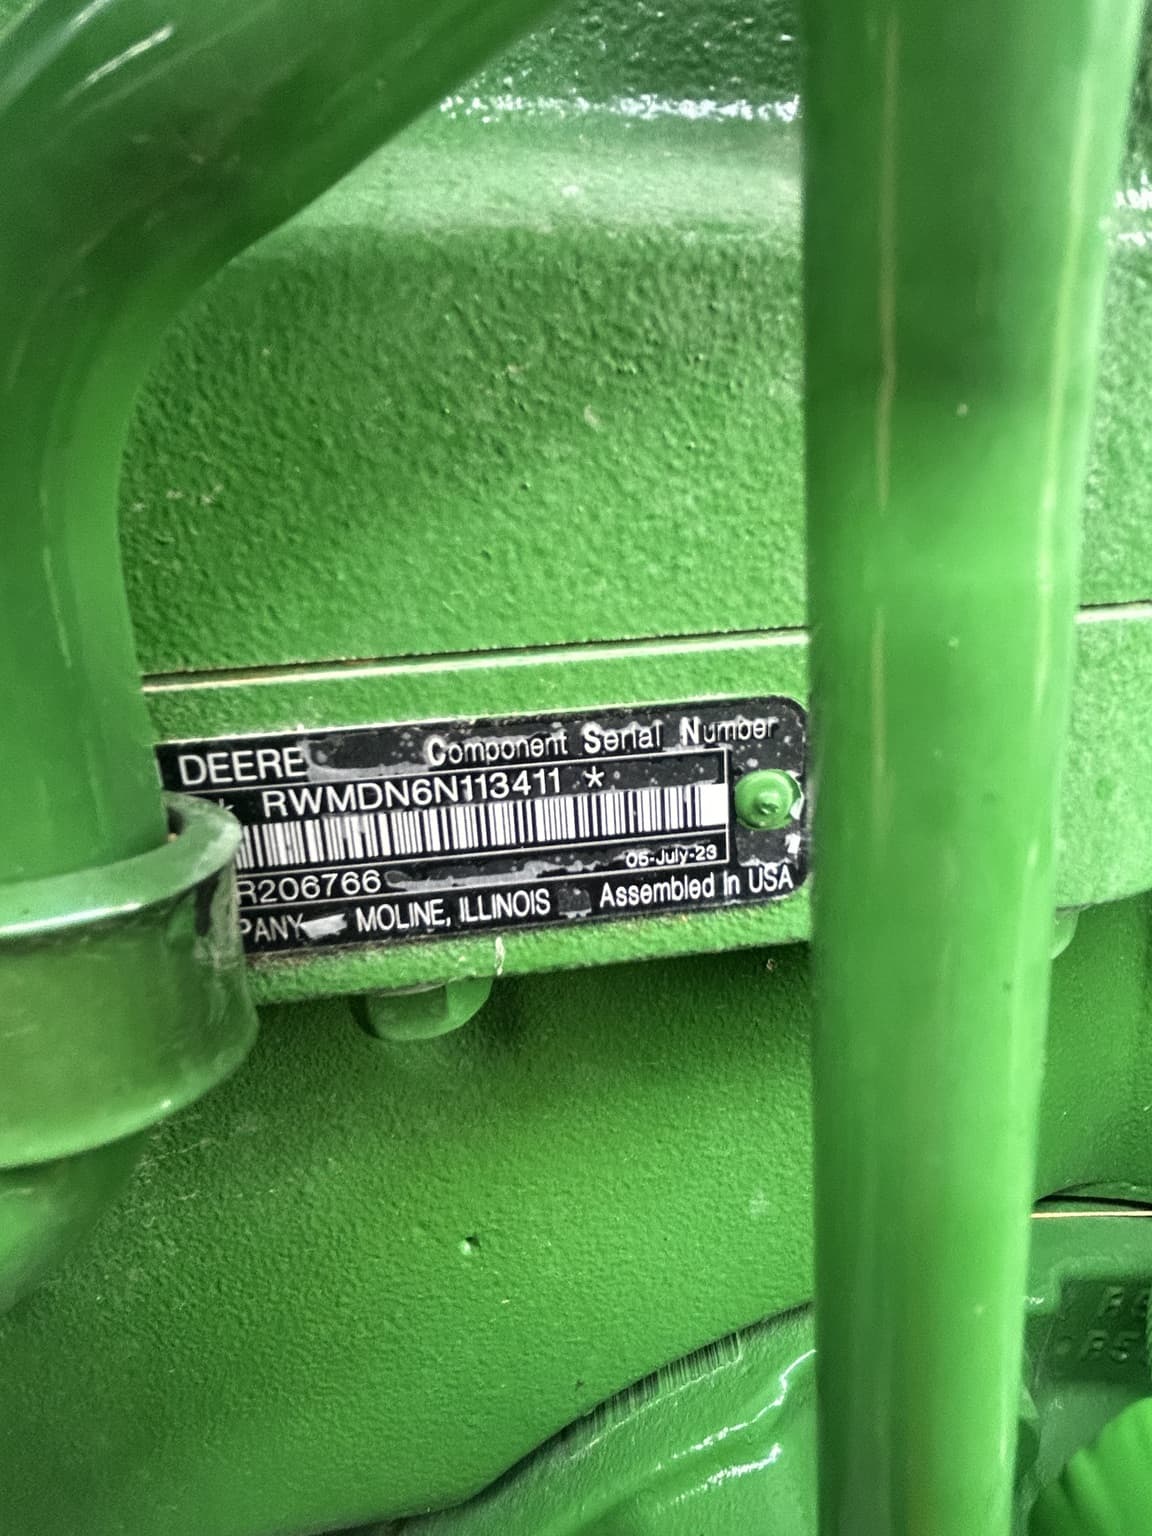 DEERE Component Serial Number
* RWMDN6N113411 *
05-July-23
R206766
PANY MOLINE, ILLINOIS Assembled in USA